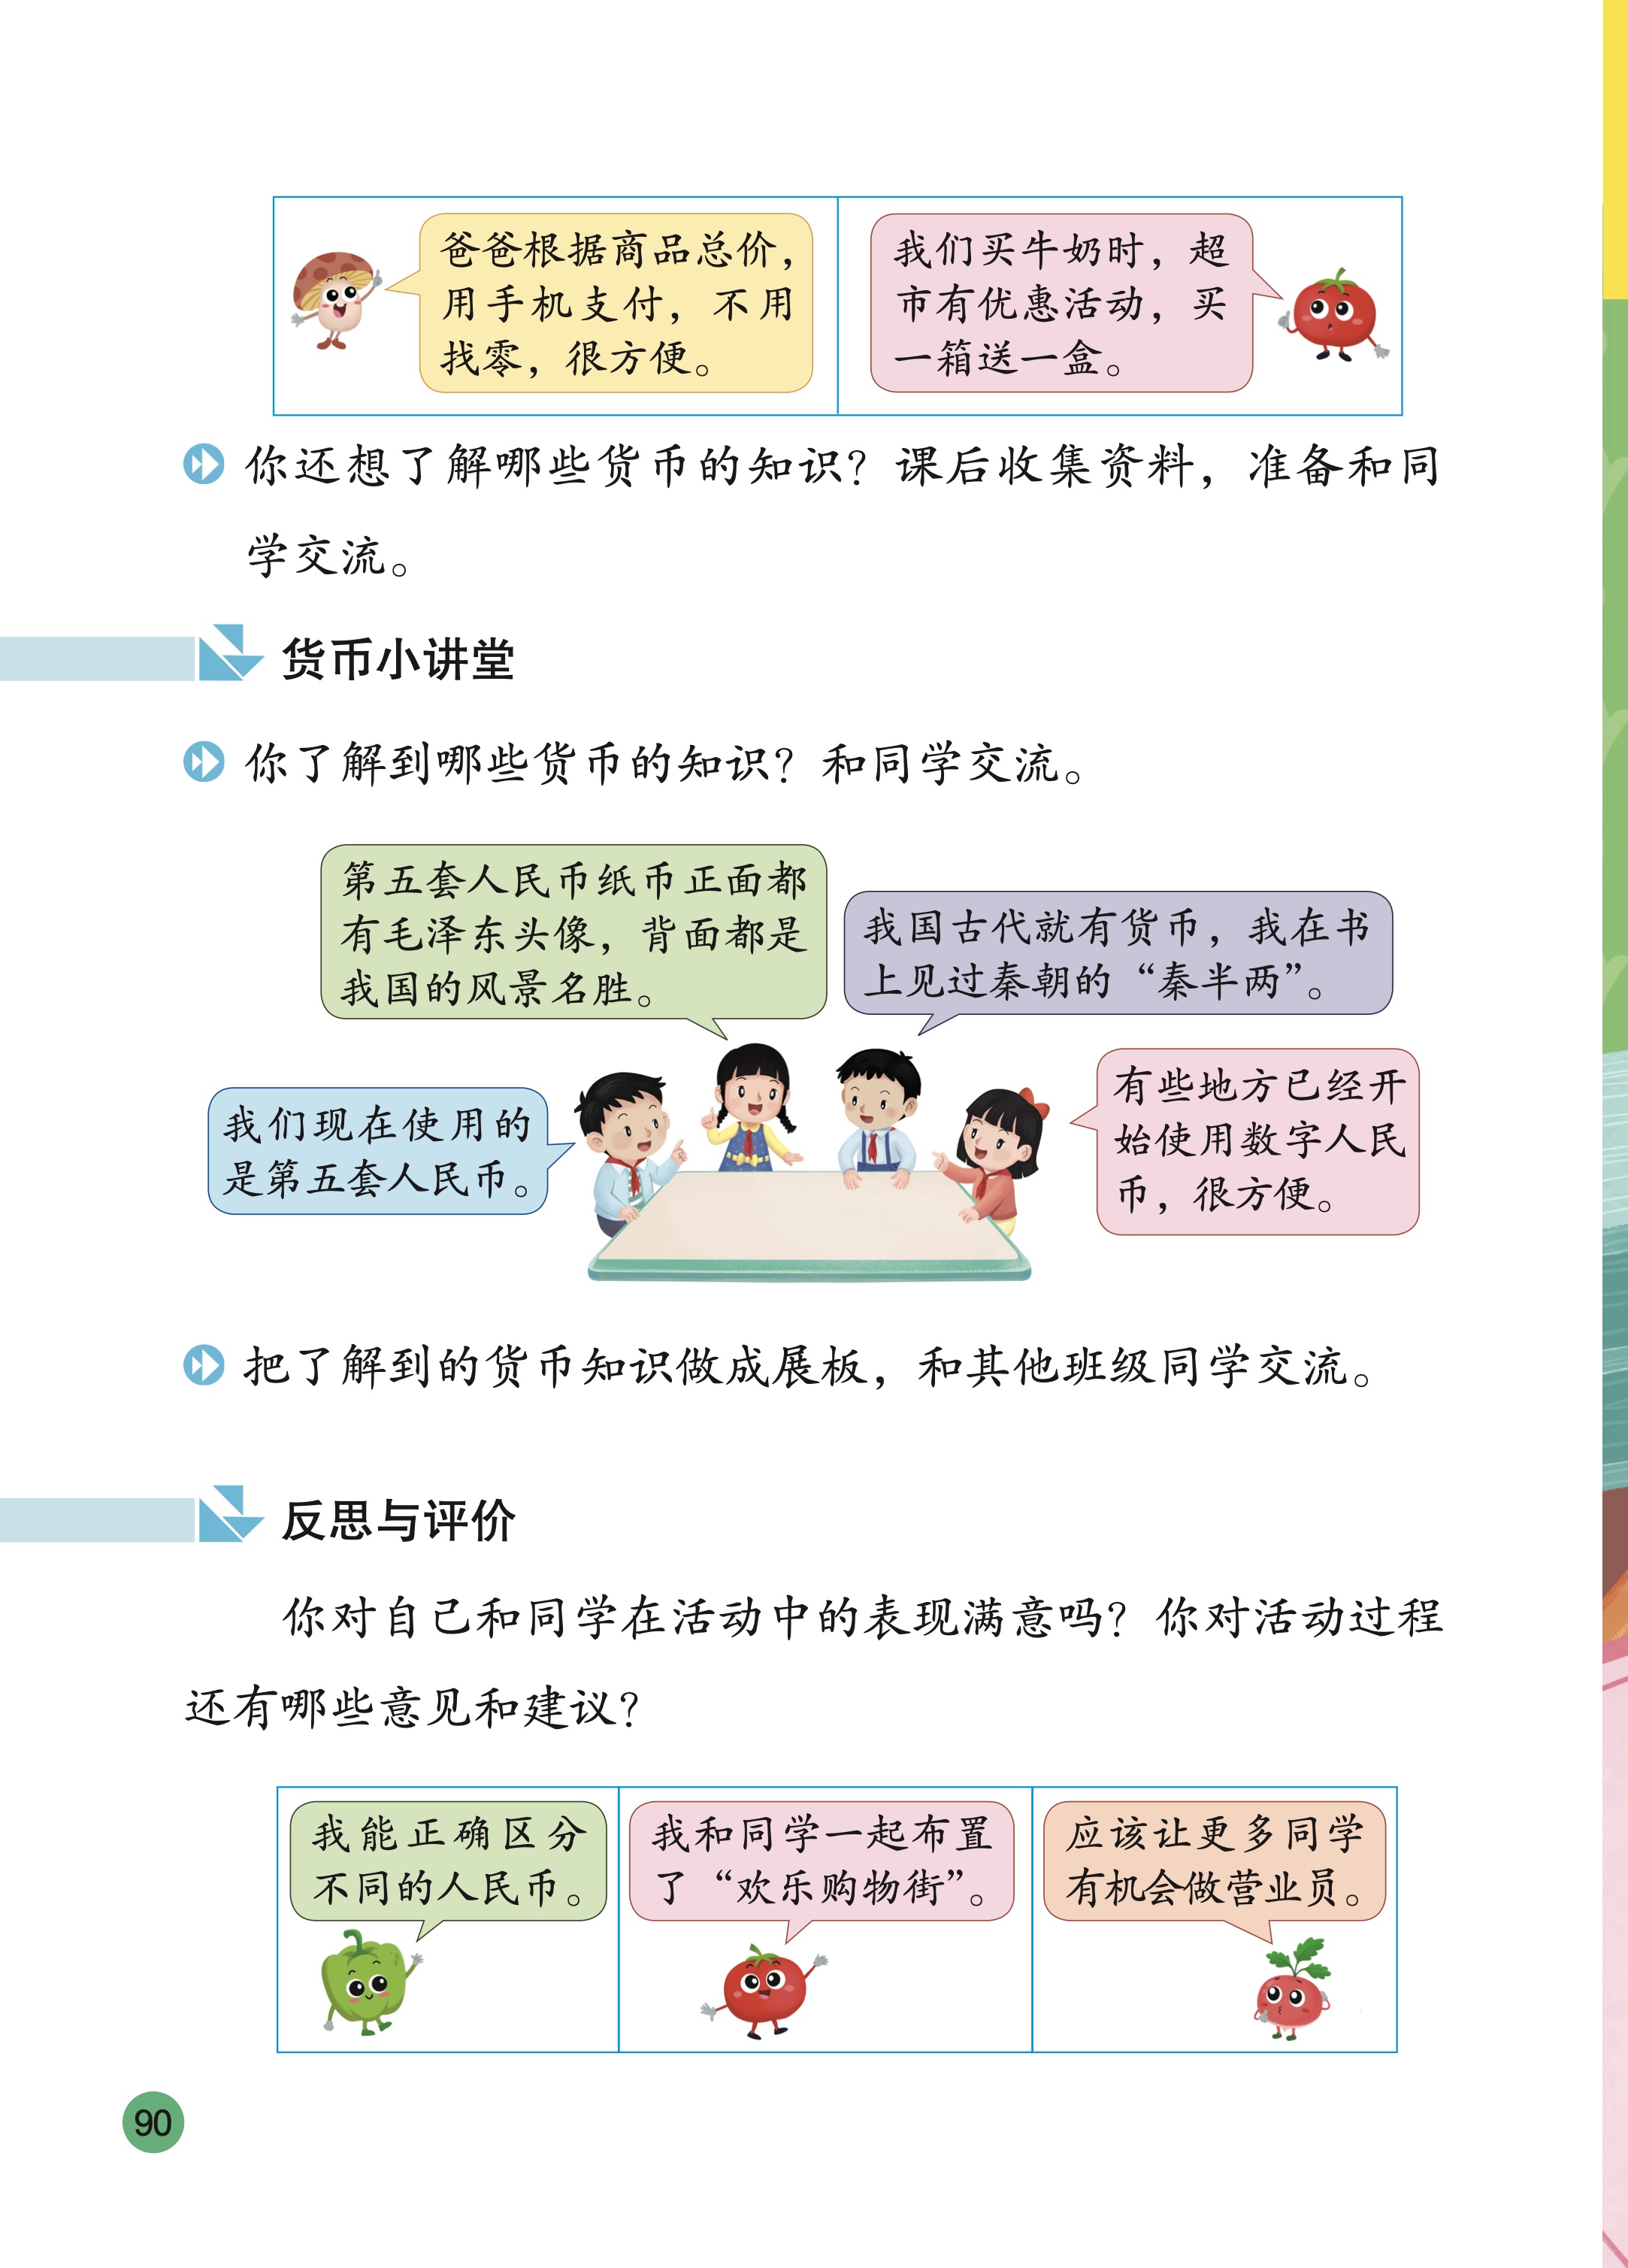 爸爸根据商品总价，
用手机支付，不用
找零，很方便。
我们买牛奶时，超
市有优惠活动，买
一箱送一盒。
你还想了解哪些货币的知识？课后收集资料，准备和同
学交流。
货币小讲堂
你了解到哪些货币的知识？和同学交流。
第五套人民币纸币正面都
有毛泽东头像，背面都是
我国的风景名胜。
我国古代就有货币，我在书
上见过秦朝的“秦半两”。
我们现在使用的
是第五套人民币。
有些地方已经开
始使用数字人民
币，很方便。
把了解到的货币知识做成展板，和其他班级同学交流。
反思与评价
你对自己和同学在活动中的表现满意吗？你对活动过程
还有哪些意见和建议？
我能正确区分
不同的人民币。
我和同学一起布置
了“欢乐购物街”。
应该让更多同学
有机会做营业员。
90